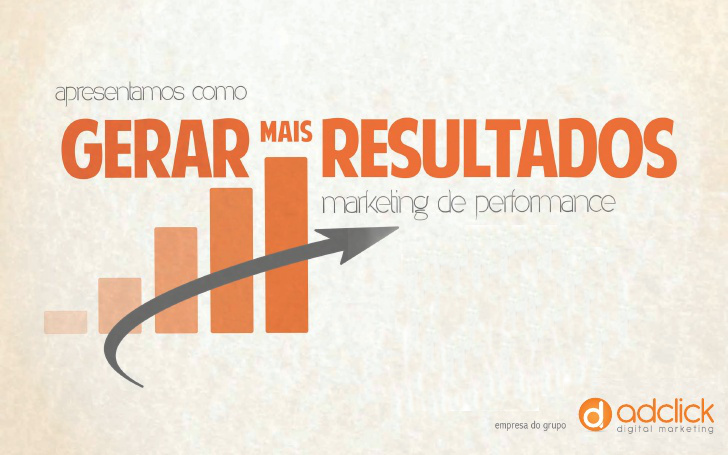 apresentamos como
GERAR MAIS RESULTADOS
marketing de performance
empresa do grupo
d adclick
digital marketing